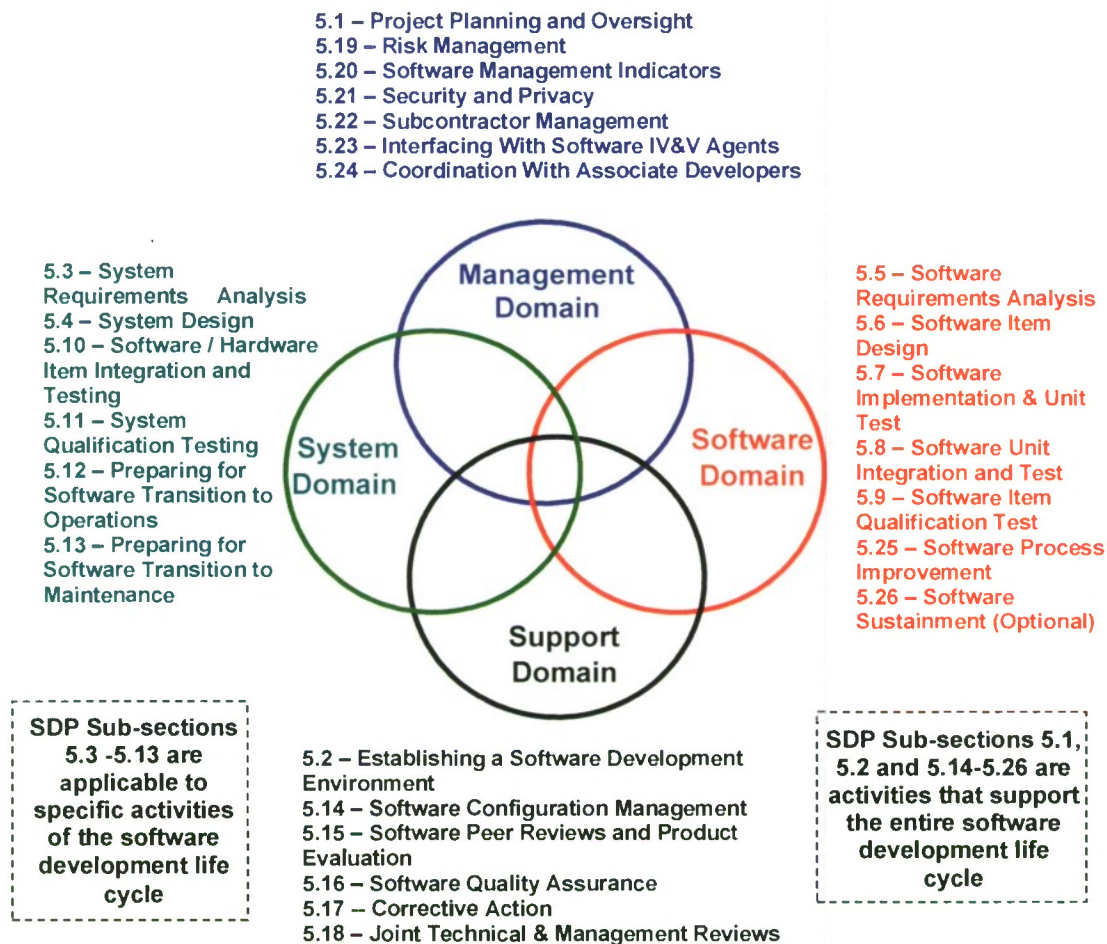 5.1 – Project Planning and Oversight
5.19 – Risk Management
5.20 – Software Management Indicators
5.21 – Security and Privacy
5.22 – Subcontractor Management
5.23 – Interfacing With Software IV&V Agents
5.24 – Coordination With Associate Developers
5.3 – System
Requirements Analysis
5.4 – System Design
5.10 – Software / Hardware
Item Integration and
Testing
5.11 – System
Qualification Testing
5.12 – Preparing for
Software Transition to
Operations
5.13 – Preparing for
Software Transition to
Maintenance
Management
Domain
System
Domain
Software
Domain
Support
Domain
5.5 – Software
Requirements Analysis
5.6 – Software Item
Design
5.7 – Software
Implementation & Unit
Test
5.8 – Software Unit
Integration and Test
5.9 – Software Item
Qualification Test
5.25 – Software Process
Improvement
5.26 – Software
Sustainment (Optional)
SDP Sub-sections
5.3 -5.13 are
applicable to
specific activities
of the software
development life
cycle
5.2 – Establishing a Software Development
Environment
5.14 – Software Configuration Management
5.15 – Software Peer Reviews and Product
Evaluation
5.16 – Software Quality Assurance
5.17 – Corrective Action
5.18 – Joint Technical & Management Reviews
SDP Sub-sections 5.1,
5.2 and 5.14-5.26 are
activities that support
the entire software
development life
cycle